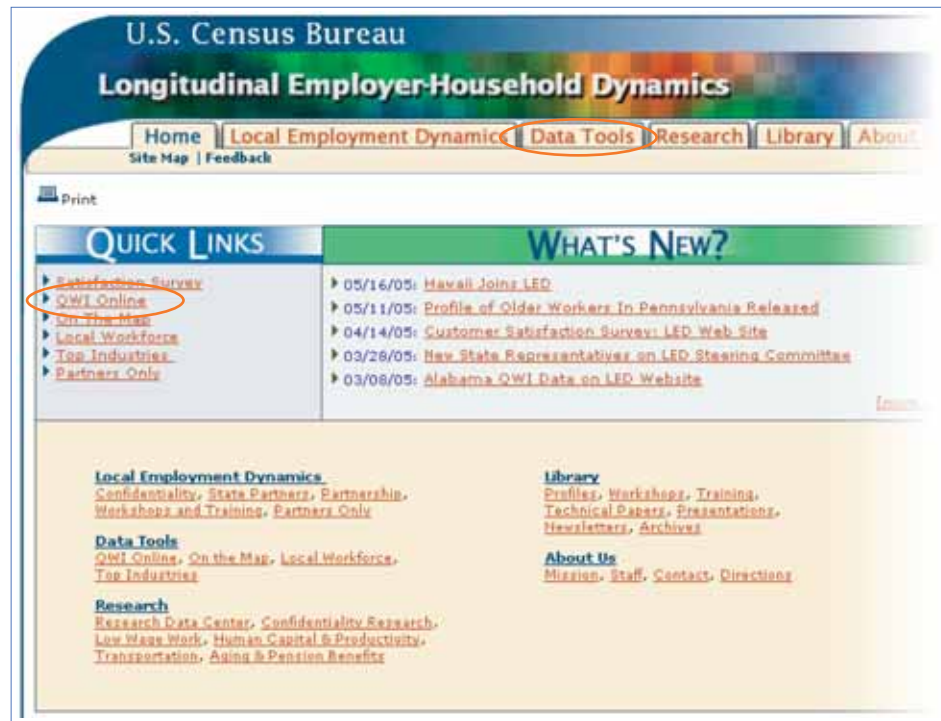 U.S. Census Bureau
Longitudinal Employer-Household Dynamics
Home Local Employment Dynamics Data Tools Research Library About
Site Map | Feedback
Print
QUICK LINKS
Satisfaction Survey
QWI Online
On The Map
Local Workforce
Top Industries
Partners Only
WHAT'S NEW?
05/16/05: Hawaii Joins LED
05/11/05: Profile of Older Workers In Pennsylvania Released
04/14/05: Customer Satisfaction Survey: LED Web Site
03/28/05: New State Representatives on LED Steering Committee
03/08/05: Alabama QWI Data on LED Website
Local Employment Dynamics
Confidentiality, State Partners, Partnership,
Workshops and Training, Partners Only
Data Tools
QWI Online, On the Map, Local Workforce,
Top Industries
Research
Research Data Center, Confidentiality Research,
Low Wage Work, Human Capital & Productivity,
Transportation, Aging & Pension Benefits
Library
Profiles, Workshops, Training,
Technical Papers, Presentations,
Newsletters, Archives
About Us
Mission, Staff, Contact, Directions